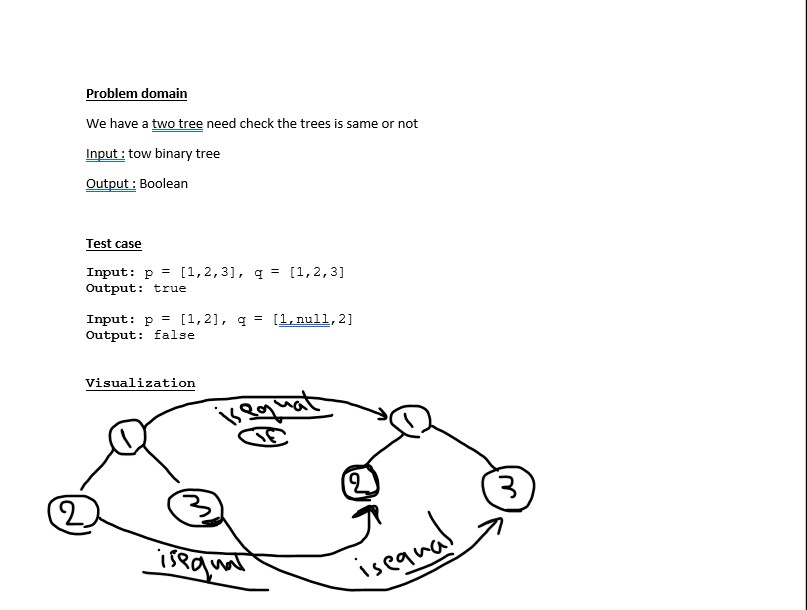 Problem domain
We have a two tree need check the trees is same or not
Input : tow binary tree
Output : Boolean
Test case
Input: p = [1,2,3], q = [1,2,3]
Output: true
Input: p = [1,2], q = [1,null,2]
Output: false
Visualization
isequal
if
1
1
2
3
2
3
isequal
isequal